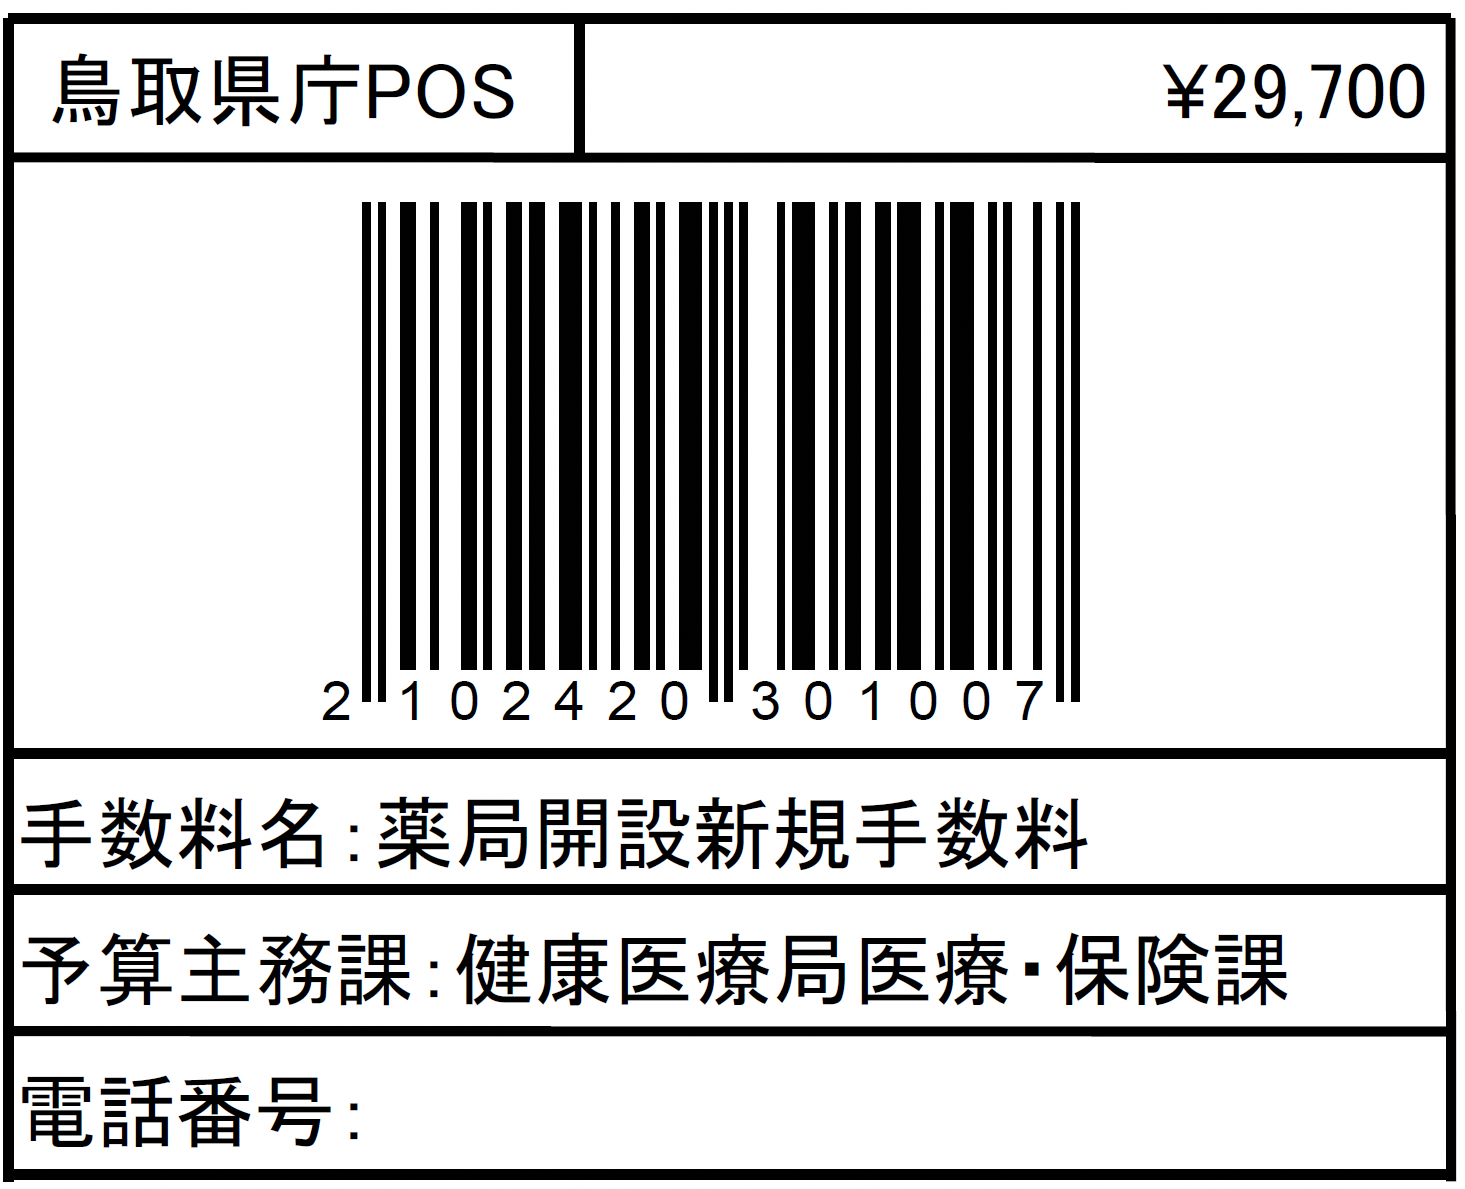 鳥取県庁POS ¥29,700
2 102420 301007
手数料名:薬局開設新規手数料
予算主務課:健康医療局医療・保険課
電話番号: